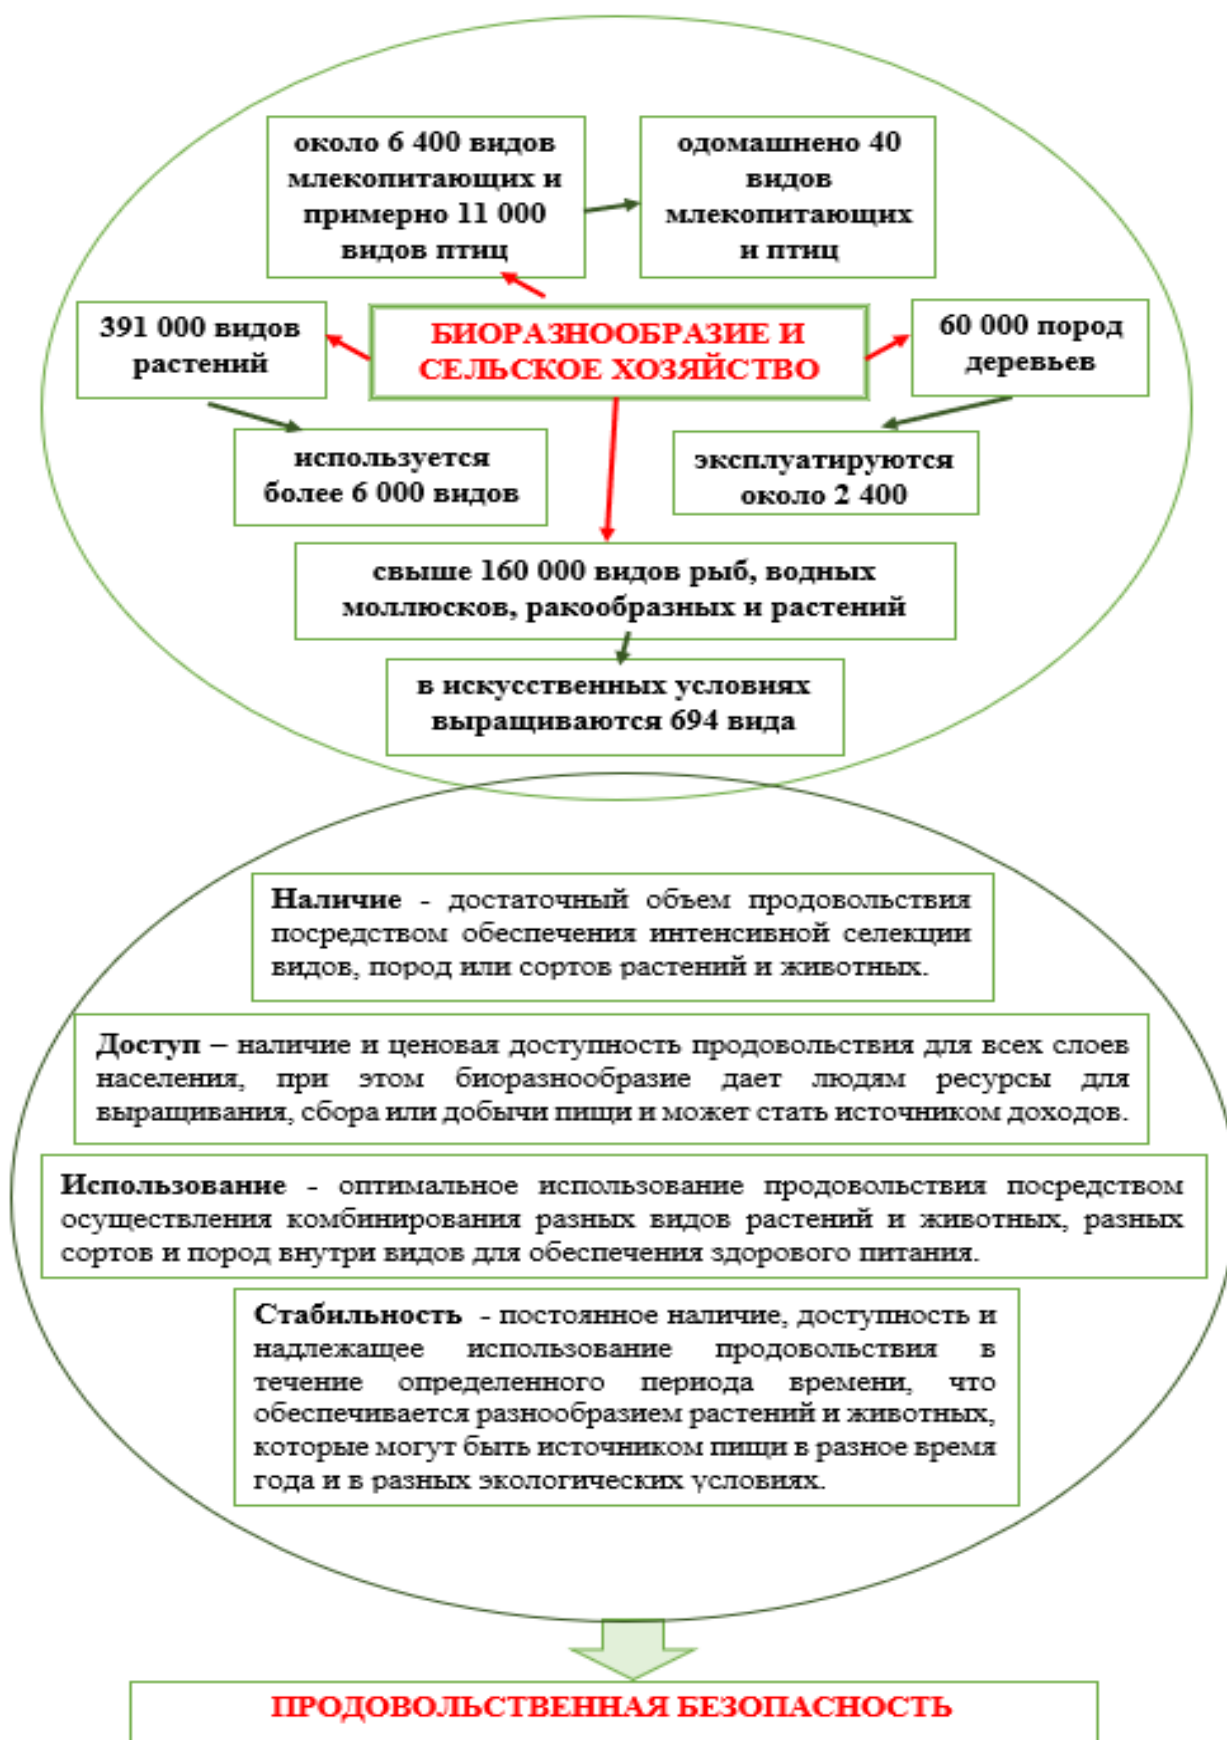 около 6 400 видов
млекопитающих и
примерно 11 000
видов птиц
одомашнено 40
видов
млекопитающих
и птиц
391 000 видов
растений
БИОРАЗНООБРАЗИЕ И
СЕЛЬСКОЕ ХОЗЯЙСТВО
60 000 пород
деревьев
используется
более 6 000 видов
эксплуатируются
около 2 400
свыше 160 000 видов рыб, водных
моллюсков, ракообразных и растений
в искусственных условиях
выращиваются 694 вида
Наличие - достаточный объем продовольствия
посредством обеспечения интенсивной селекции
видов, пород или сортов растений и животных.
Доступ – наличие и ценовая доступность продовольствия для всех слоев
населения, при этом биоразнообразие дает людям ресурсы для
выращивания, сбора или добычи пищи и может стать источником доходов.
Использование - оптимальное использование продовольствия посредством
осуществления комбинирования разных видов растений и животных, разных
сортов и пород внутри видов для обеспечения здорового питания.
Стабильность - постоянное наличие, доступность и
надлежащее использование продовольствия в
течение определенного периода времени, что
обеспечивается разнообразием растений и животных,
которые могут быть источником пищи в разное время
года и в разных экологических условиях.
ПРОДОВОЛЬСТВЕННАЯ БЕЗОПАСНОСТЬ